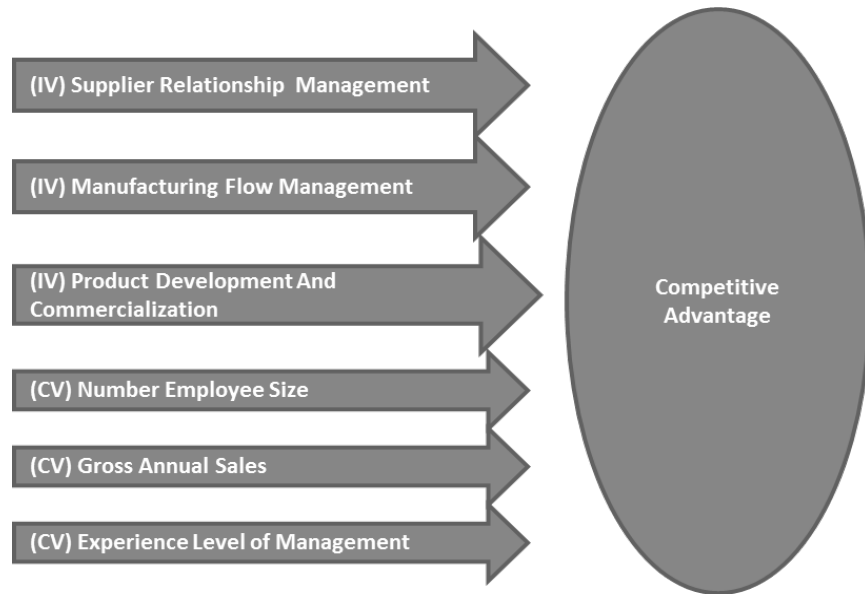 (IV) Supplier Relationship Management
(IV) Manufacturing Flow Management
(IV) Product Development And
Commercialization
(CV) Number Employee Size
(CV) Gross Annual Sales
(CV) Experience Level of Management
Competitive
Advantage